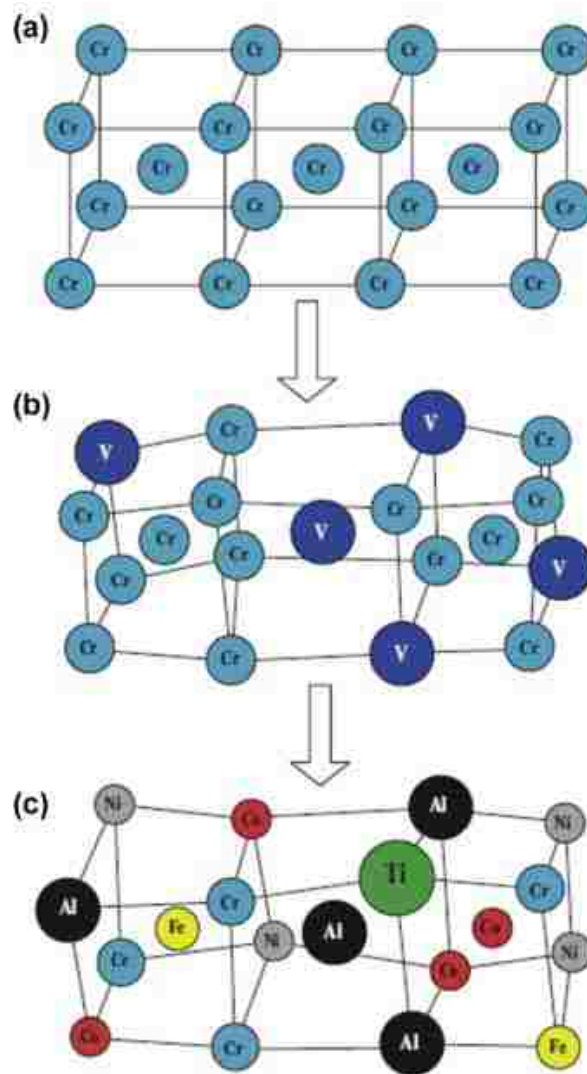 (a)
Cr Cr Cr Cr
Cr Cr Cr Cr
Cr Cr Cr
Cr Cr Cr Cr
Cr Cr Cr Cr
(b)
V Cr V Cr
Cr Cr Cr Cr
Cr V Cr
Cr Cr Cr V
Cr Cr V Cr
(c)
Ni Co Al Ni
Al Cr Ti Cr
Fe Al Co
Cr Ni Co Ni
Co Cr Al Fe